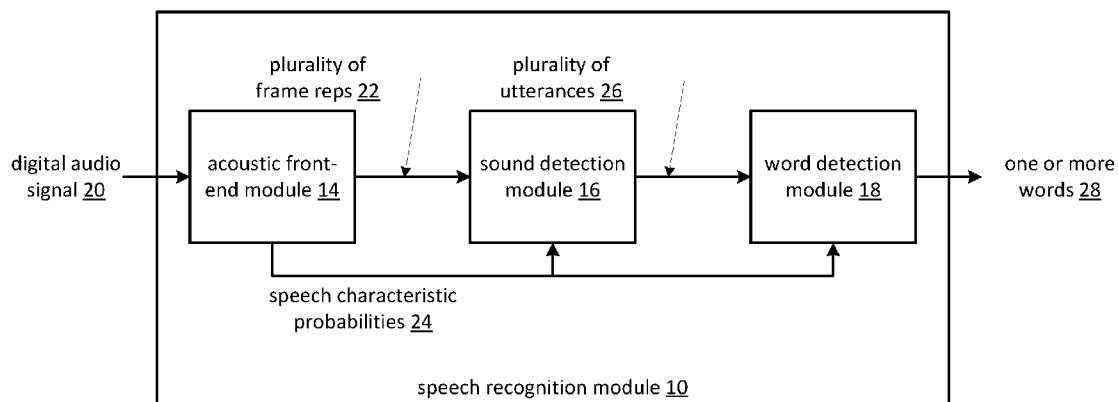 plurality of
frame reps 22
plurality of
utterances 26
digital audio
signal 20
acoustic front-
end module 14
sound detection
module 16
word detection
module 18
one or more
words 28
speech characteristic
probabilities 24
speech recognition module 10